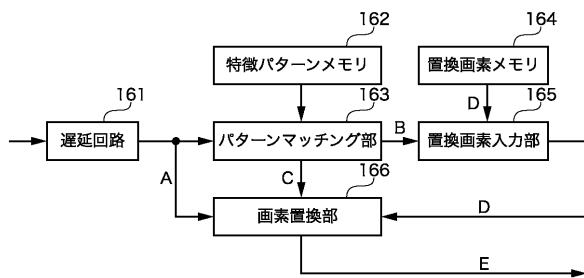 162
特徴パターンメモリ
164
置換画素メモリ
161
遅延回路
163
パターンマッチング部
B
D
165
置換画素入力部
A
C
166
画素置換部
D
E